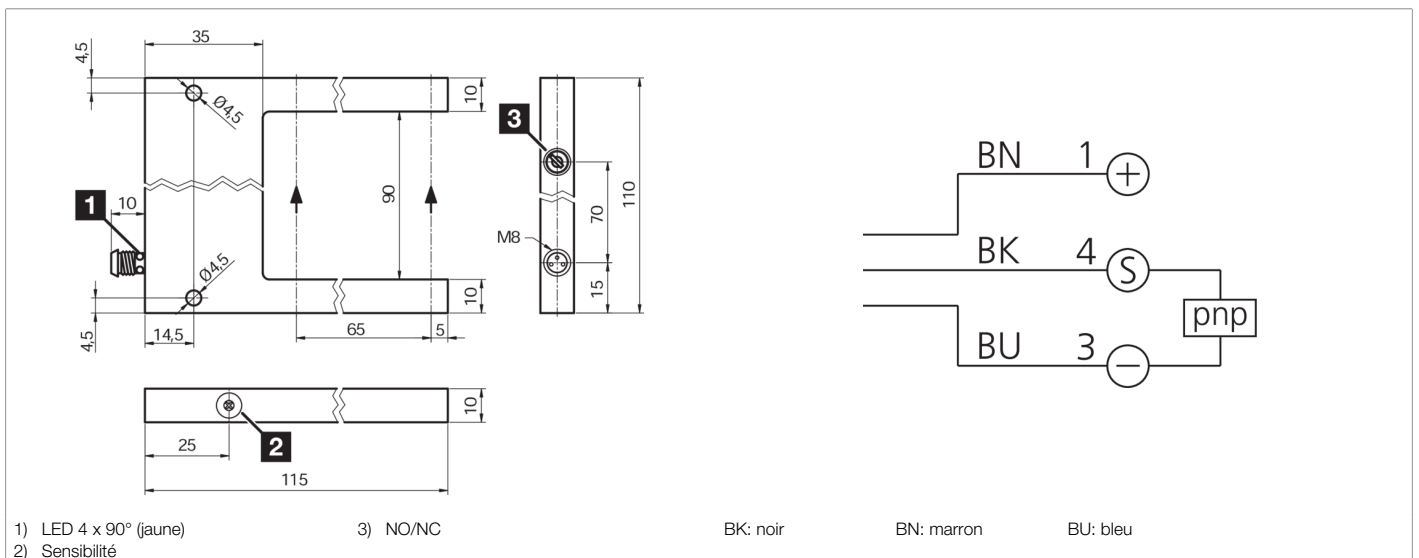 35
4,5
Ø4,5
10
3
90
70
110
M8
15
1
10
Ø4,5
10
4,5
14,5
65
5
10
25
2
115
BN 1
+
BK 4 S
pnp
BU 3
−
1) LED 4 x 90° (jaune) 3) NO/NC BK: noir BN: marron BU: bleu
2) Sensibilité